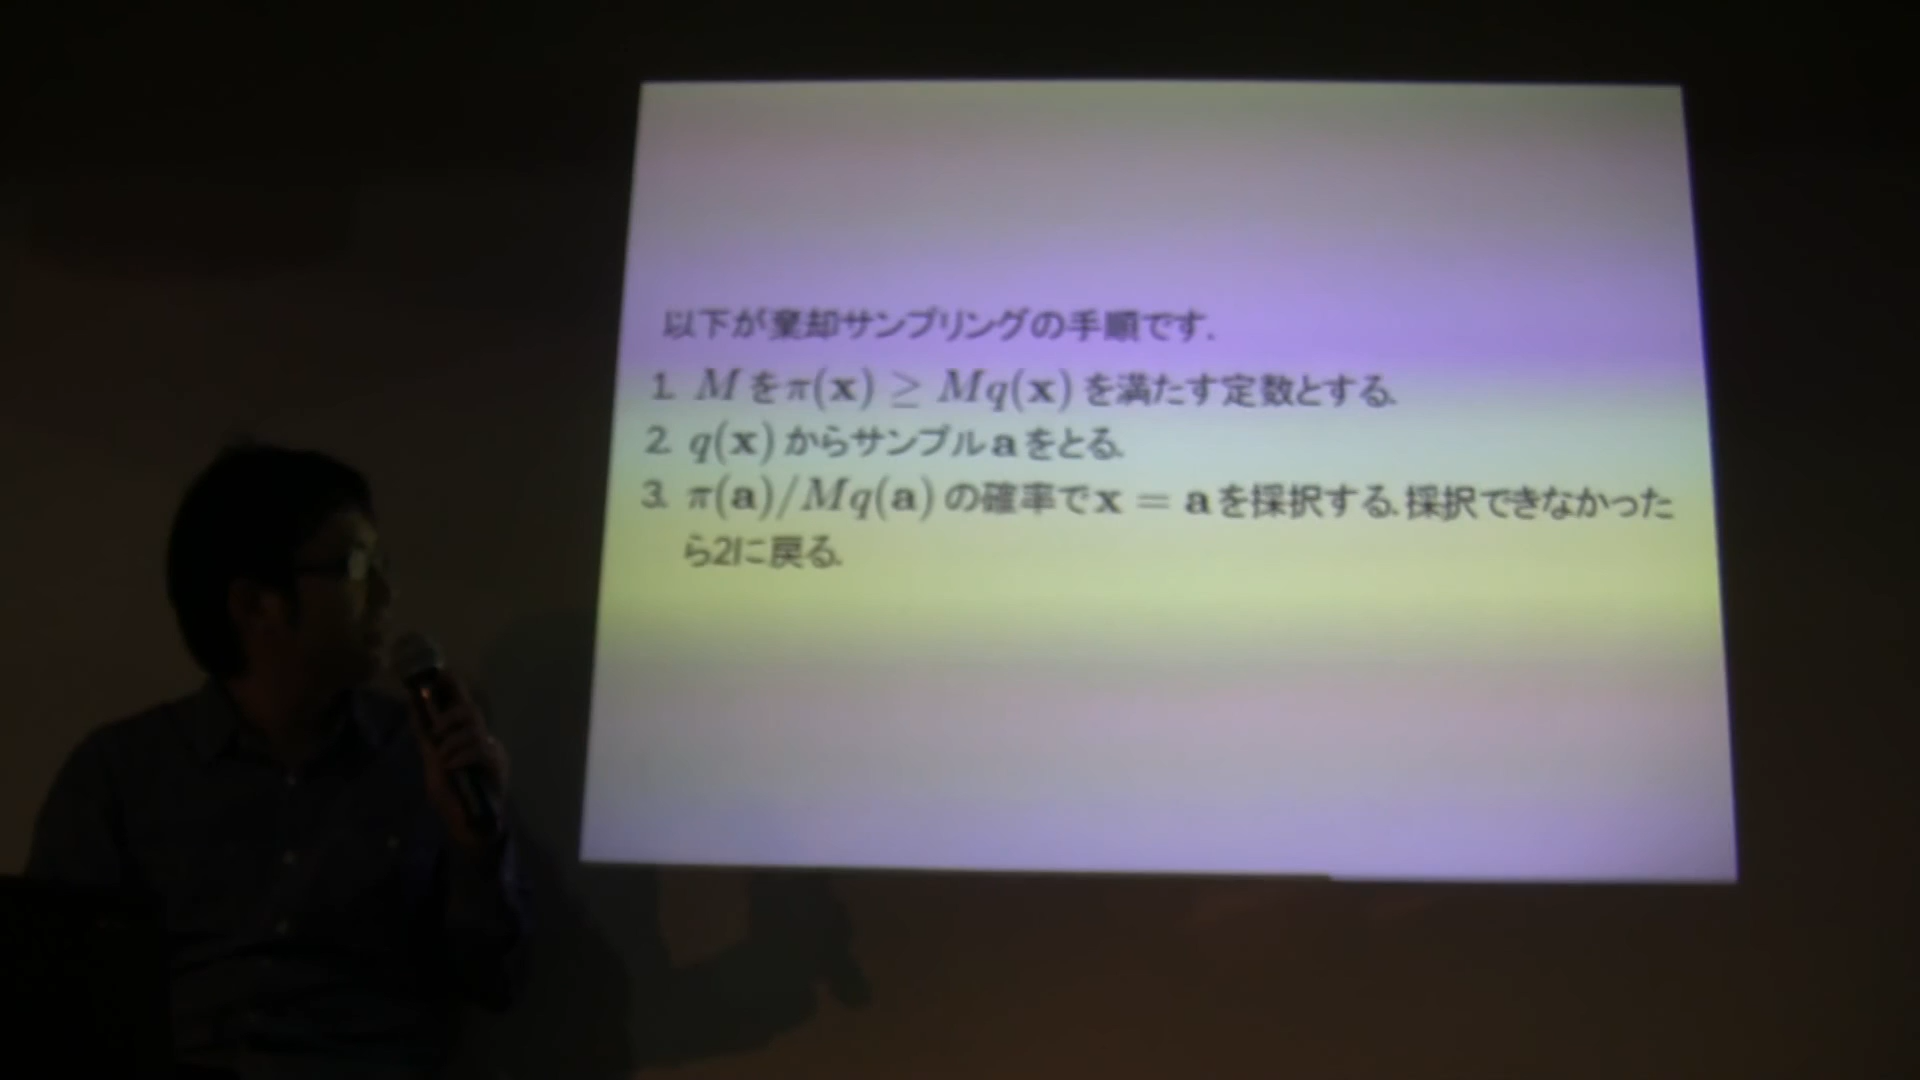 以下が棄却サンプリングの手順です.
1. Mをπ(x) ≥ Mq(x) を満たす定数とする.
2. q(x) からサンプルaをとる.
3. π(a)/Mq(a) の確率でx = aを採択する. 採択できなかった
ら2に戻る.